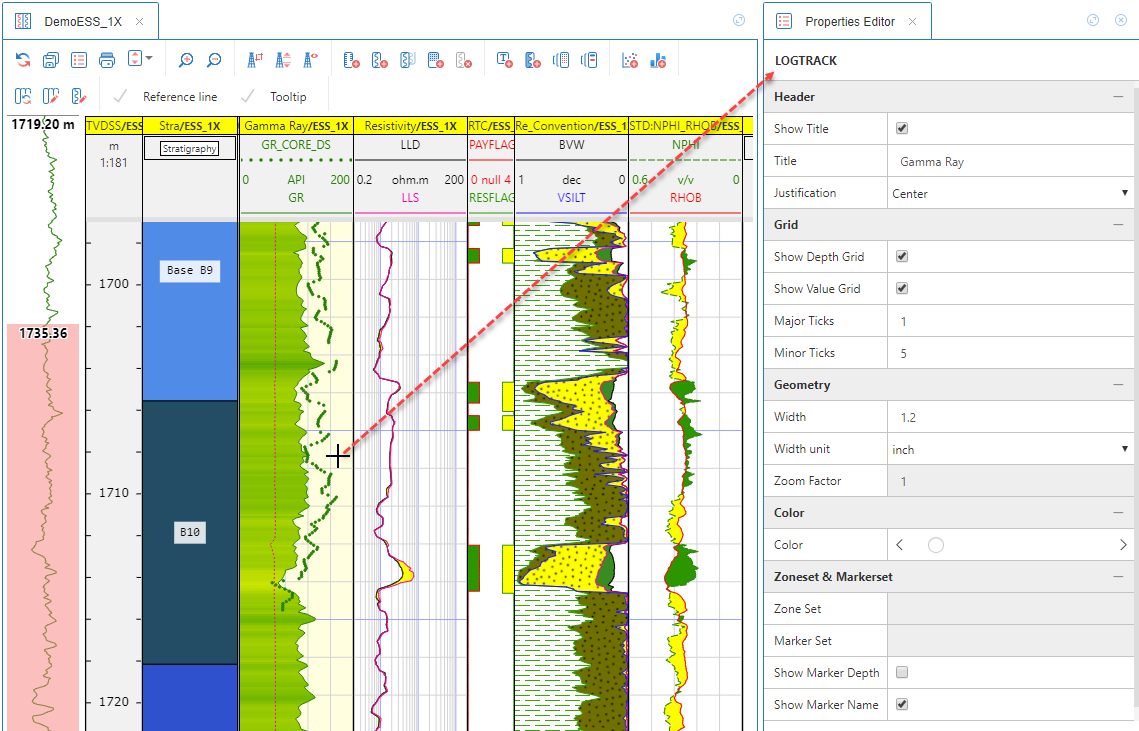 DemoESS_1X
Reference line
Tooltip
1719.20 m
1735.36
TVDSS/ESS
Stra/ESS_1X
Gamma Ray/ESS_1X
Resistivity/ESS_1X
RTC/ESS_
Re_Convention/ESS_1
STD:NPHI_RHOB/ESS_
m
1:181
Stratigraphy
GR_CORE_DS
0 API 200
GR
LLD
0.2 ohm.m 200
LLS
PAYFLAG
0 null 4
RESFLAG
BVW
1 dec 0
VSILT
NPHI
0.6 v/v 0
RHOB
1700
1710
1720
Base B9
B10
Properties Editor
LOGTRACK
Header
Show Title
Title Gamma Ray
Justification Center
Grid
Show Depth Grid
Show Value Grid
Major Ticks 1
Minor Ticks 5
Geometry
Width 1.2
Width unit inch
Zoom Factor 1
Color
Color
Zoneset & Markerset
Zone Set
Marker Set
Show Marker Depth
Show Marker Name